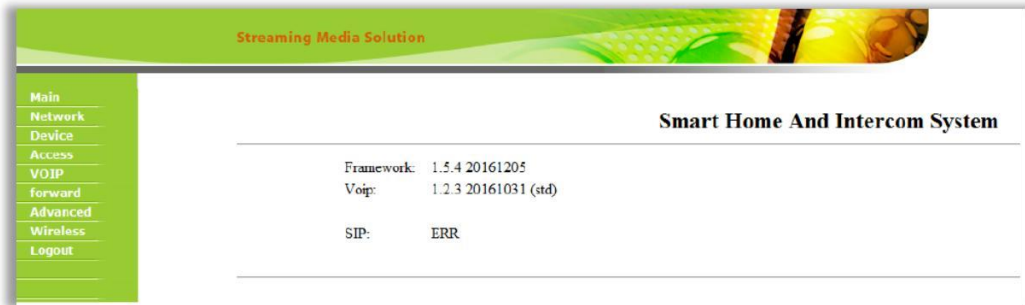 Streaming Media Solution
Main
Network
Device
Access
VOIP
forward
Advanced
Wireless
Logout
Smart Home And Intercom System
Framework: 1.5.4 20161205
Voip: 1.2.3 20161031 (std)
SIP: ERR